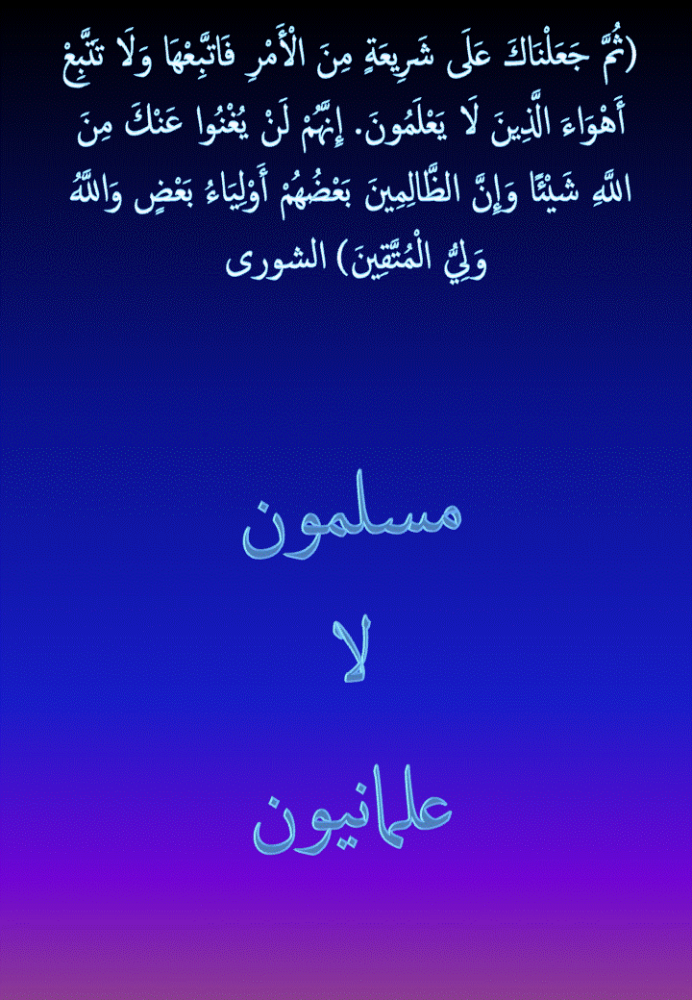 (ثُمَّ جَعَلْنَاكَ عَلَى شَرِيعَةٍ مِنَ الْأَمْرِ فَاتَّبِعْهَا وَلَا تَتَّبِعْ
أَهْوَاءَ الَّذِينَ لَا يَعْلَمُونَ. إِنَّهُمْ لَنْ يُغْنُوا عَنْكَ مِنَ
اللَّهِ شَيْئًا وَإِنَّ الظَّالِمِينَ بَعْضُهُمْ أَوْلِيَاءُ بَعْضٍ وَاللَّهُ
وَلِيُّ الْمُتَّقِينَ) الشورى
مسلمون
لا
علمانيون